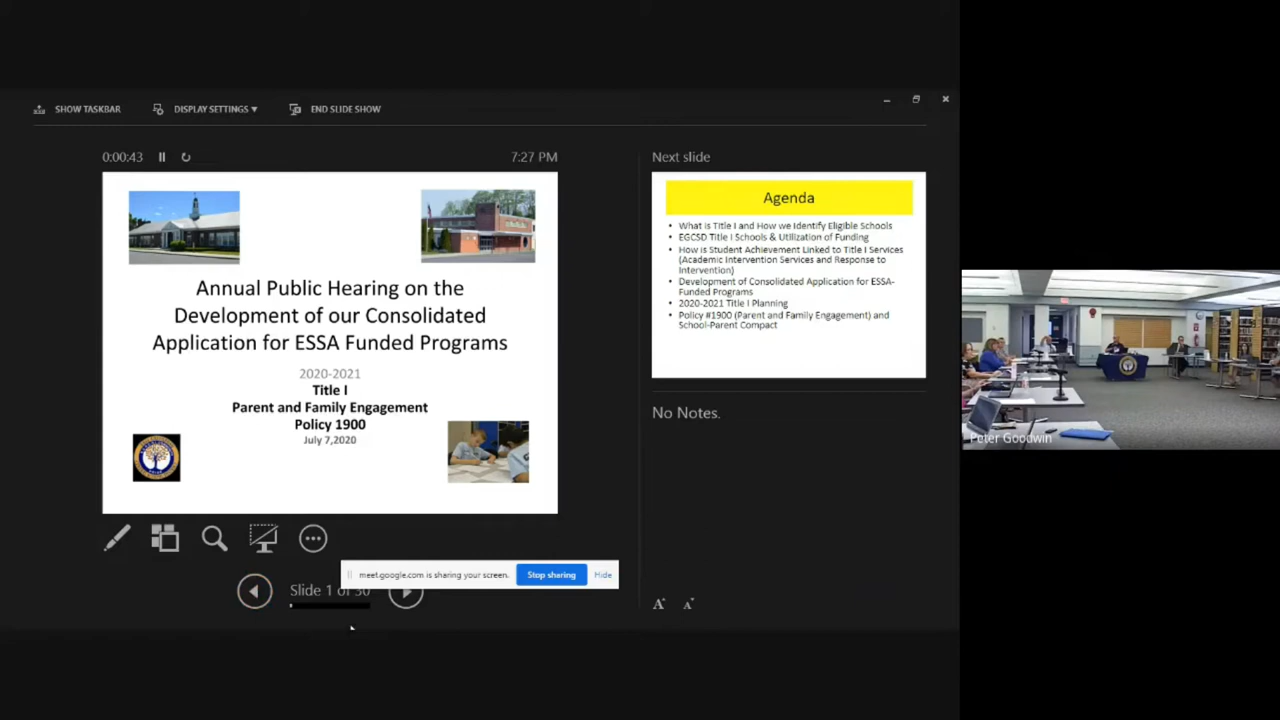 SHOW TASKBAR
DISPLAY SETTINGS
END SLIDE SHOW
0:00:43
7:27 PM
Annual Public Hearing on the
Development of our Consolidated
Application for ESSA Funded Programs
2020-2021
Title I
Parent and Family Engagement
Policy 1900
July 7,2020
Next slide
Agenda
• What is Title I and How we Identify Eligible Schools
• EGCSD Title I Schools & Utilization of Funding
• How is Student Achievement Linked to Title I Services
(Academic Intervention Services and Response to
Intervention)
• Development of Consolidated Application for ESSA-
Funded Programs
• 2020-2021 Title I Planning
• Policy #1900 (Parent and Family Engagement) and
School-Parent Compact
No Notes.
meet.google.com is sharing your screen.
Stop sharing
Hide
Slide 1 of 30
A A
Peter Goodwin